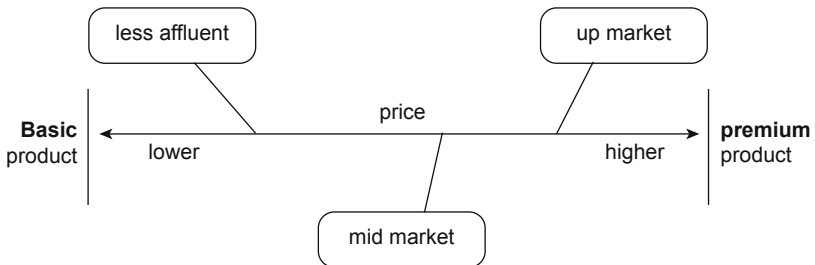 less affluent
up market
price
Basic
product
lower
higher
premium
product
mid market